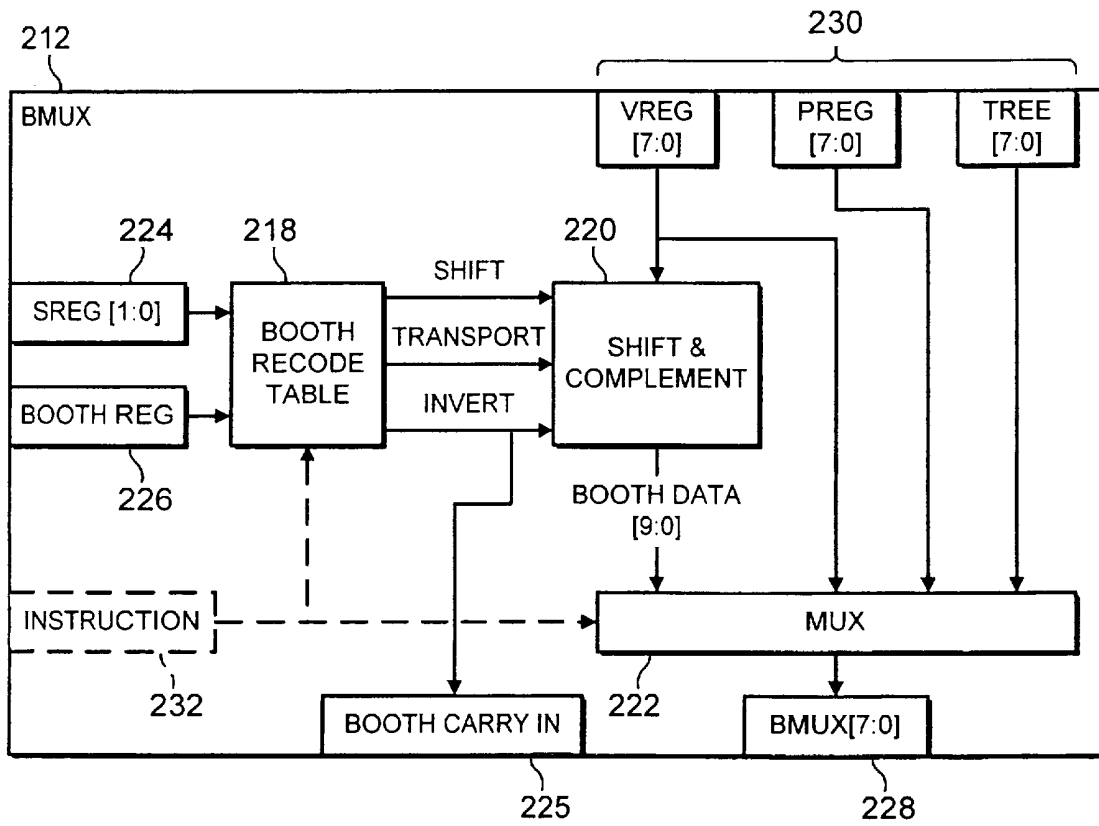 212
230
BMUX
VREG
[7:0]
PREG
[7:0]
TREE
[7:0]
224
218
220
SHIFT
SREG [1:0]
BOOTH
RECODE
TABLE
TRANSPORT
SHIFT &
COMPLEMENT
BOOTH REG
INVERT
226
BOOTH DATA
[9:0]
INSTRUCTION
MUX
232
222
BOOTH CARRY IN
BMUX[7:0]
225
228